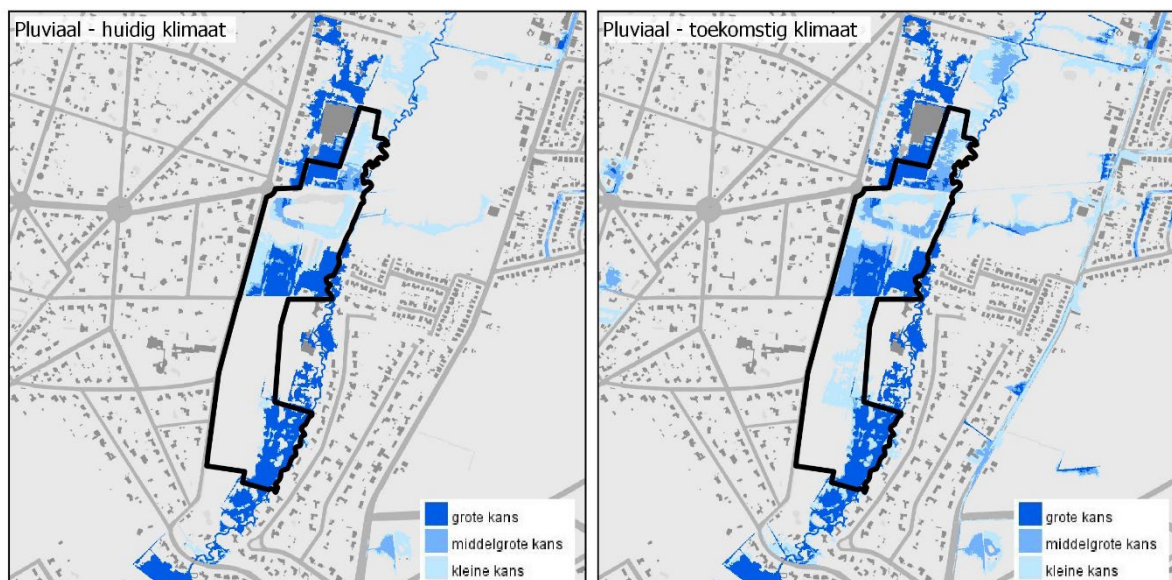 Pluviaal - huidig klimaat
grote kans
middelgrote kans
kleine kans
Pluviaal - toekomstig klimaat
grote kans
middelgrote kans
kleine kans